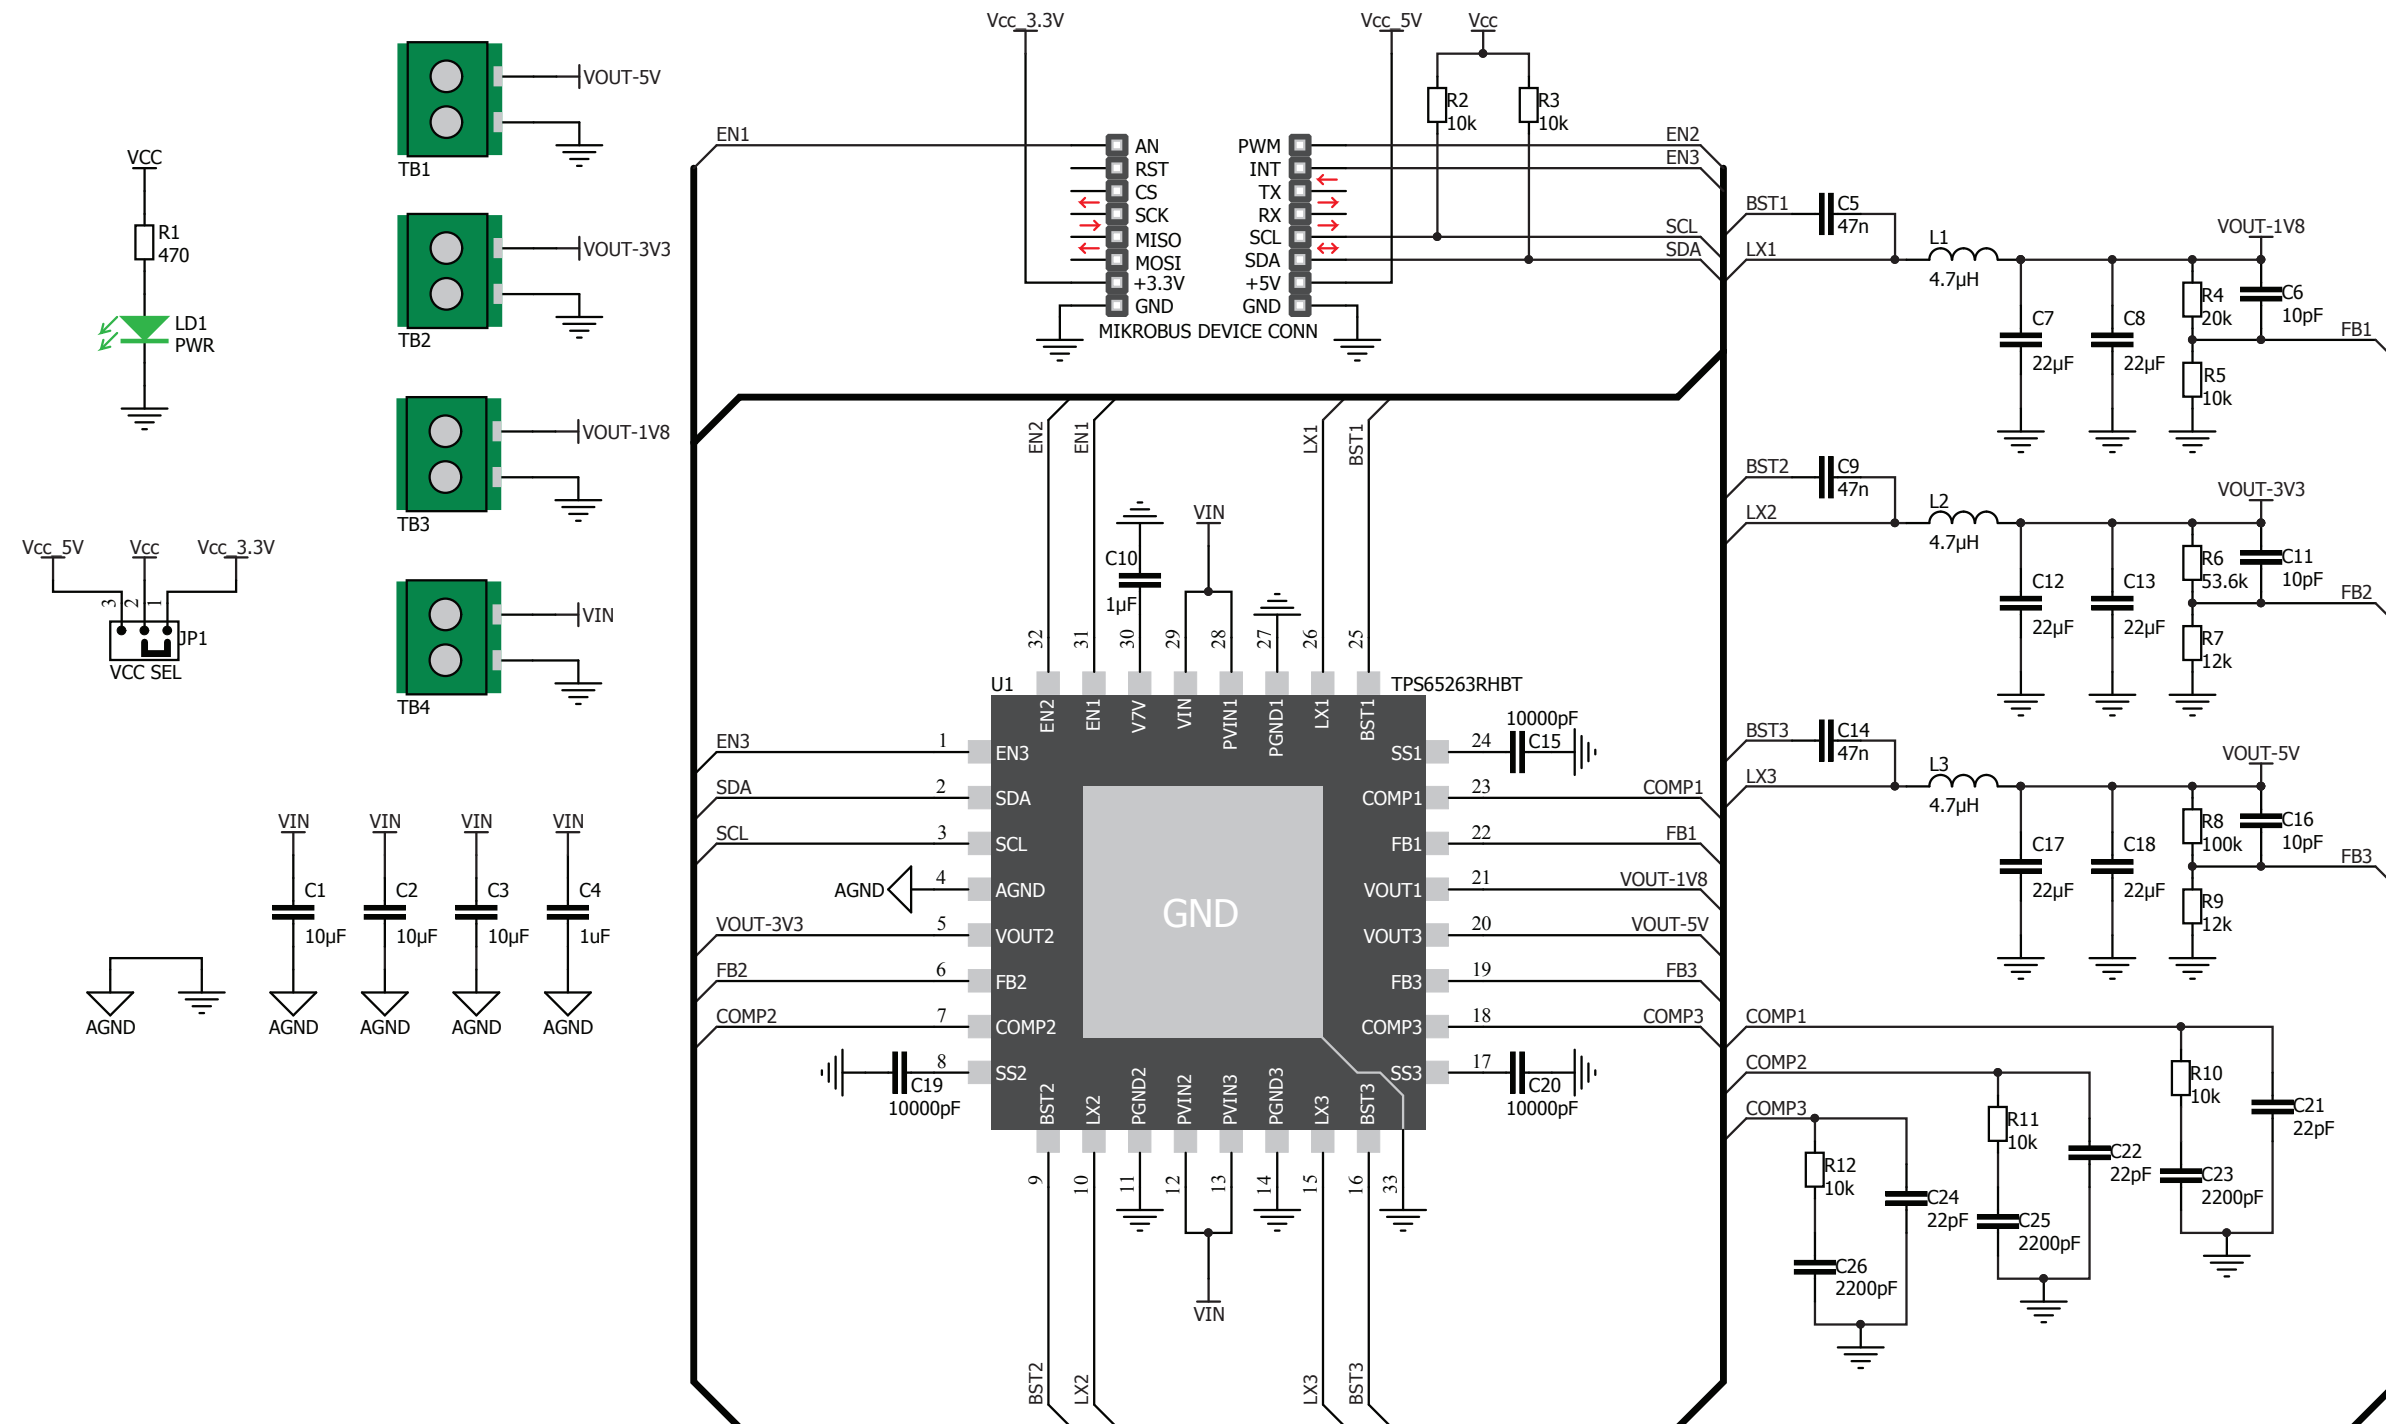 Vcc_3.3V
Vcc_5V
Vcc
VOUT-5V
TB1
VOUT-3V3
TB2
VOUT-1V8
TB3
VIN
TB4
VCC
R1
470
LD1
PWR
Vcc_5V
Vcc
Vcc_3.3V
3
2
1
JP1
VCC SEL
VIN
C1
10µF
AGND
VIN
C2
10µF
AGND
VIN
C3
10µF
AGND
VIN
C4
1uF
AGND
AGND
EN1
AN
RST
CS
SCK
MISO
MOSI
+3.3V
GND
PWM
INT
TX
RX
SCL
SDA
+5V
GND
MIKROBUS DEVICE CONN
R2
10k
R3
10k
EN2
EN3
SCL
SDA
EN2
EN1
LX1
BST1
C10
1µF
VIN
32
31
30
29
28
27
26
25
U1
TPS65263RHBT
EN2
EN1
V7V
VIN
PVIN1
PGND1
LX1
BST1
EN3
1
EN3
SDA
2
SDA
SCL
3
SCL
AGND
4
AGND
VOUT-3V3
5
VOUT2
FB2
6
FB2
COMP2
7
COMP2
8
SS2
C19
10000pF
GND
SS1
24
10000pF
C15
COMP1
23
COMP1
FB1
22
FB1
VOUT1
21
VOUT-1V8
VOUT3
20
VOUT-5V
FB3
19
FB3
COMP3
18
COMP3
SS3
17
C20
10000pF
BST2
LX2
PGND2
PVIN2
PVIN3
PGND3
LX3
BST3
9
10
11
12
13
14
15
16
33
VIN
BST2
LX2
LX3
BST3
BST1
C5
47n
LX1
L1
4.7µH
VOUT-1V8
C7
22µF
C8
22µF
R4
20k
C6
10pF
FB1
R5
10k
BST2
C9
47n
LX2
L2
4.7µH
VOUT-3V3
C12
22µF
C13
22µF
R6
53.6k
C11
10pF
FB2
R7
12k
BST3
C14
47n
LX3
L3
4.7µH
VOUT-5V
C17
22µF
C18
22µF
R8
100k
C16
10pF
FB3
R9
12k
COMP1
R10
10k
C21
22pF
C23
2200pF
COMP2
R11
10k
C22
22pF
C25
2200pF
COMP3
R12
10k
C24
22pF
C26
2200pF